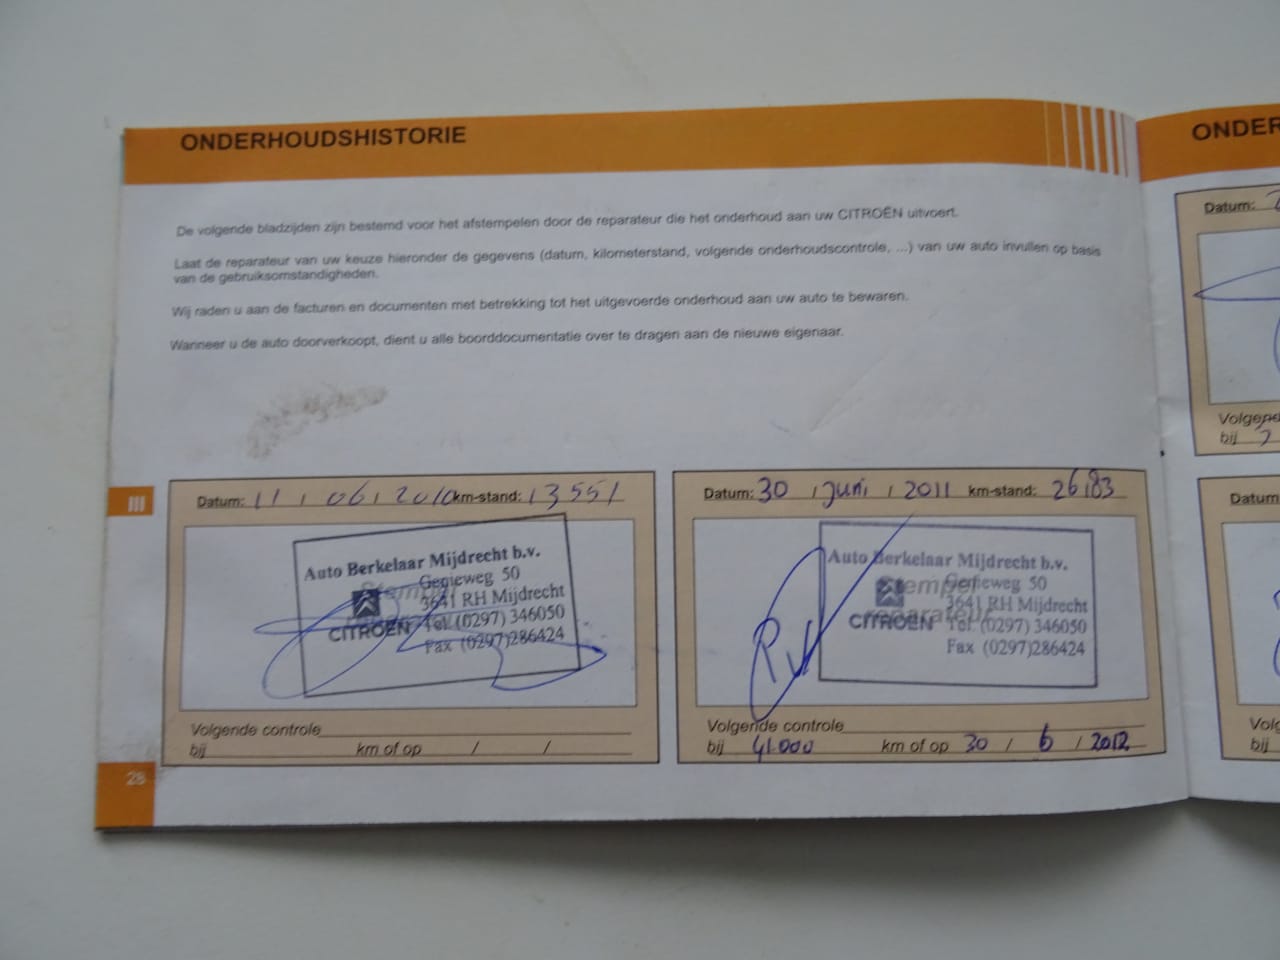 ONDERHOUDSHISTORIE
De volgende bladzijden zijn bestemd voor het afstempelen door de reparateur die het onderhoud aan uw CITROËN uitvoert.
Laat de reparateur van uw keuze hieronder de gegevens (datum, kilometerstand, volgende onderhoudscontrole, ...) van uw auto invullen op basis
van de gebruiksomstandigheden.
Wij raden u aan de facturen en documenten met betrekking tot het uitgevoerde onderhoud aan uw auto te bewaren.
Wanneer u de auto doorverkoopt, dient u alle boorddocumentatie over te dragen aan de nieuwe eigenaar.
III
Datum: 11 / 06 / 2010 km-stand: 13551
Auto Berkelaar Mijdrecht b.v.
Genieweg 50
3641 RH Mijdrecht
CITROËN Tel. (0297) 346050
Fax (0297)286424
Volgende controle
bij km of op / /
Datum: 30 / juni / 2011 km-stand: 26183
Auto Berkelaar Mijdrecht b.v.
Stempel Genieweg 50
3641 RH Mijdrecht
reparateur
CITROËN Tel. (0297) 346050
Fax (0297)286424
Volgende controle
bij 41.000 km of op 30 / 6 / 2012
28
ONDER
Datum:
Volgende
bij
Datum
Volg
bij